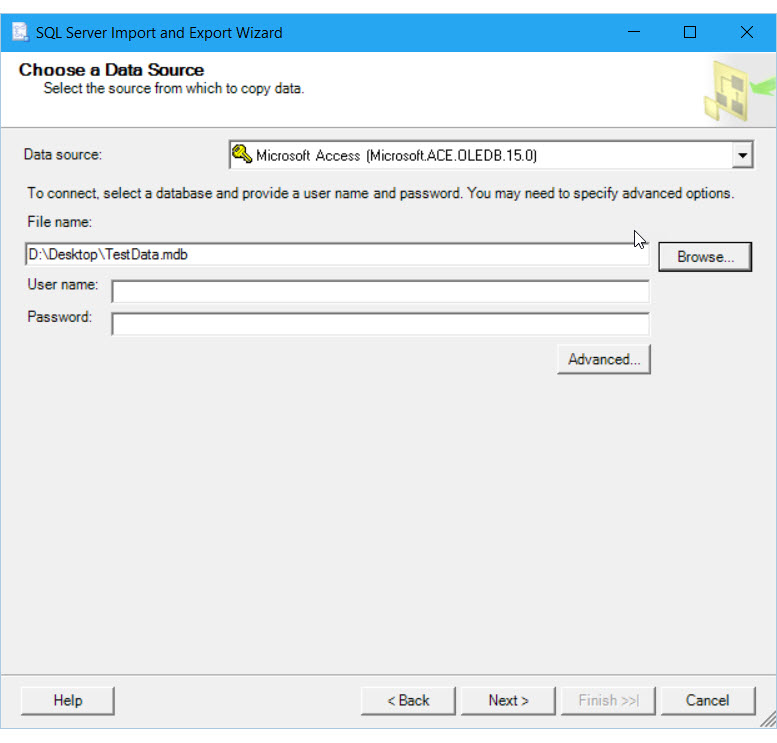 SQL Server Import and Export Wizard
Choose a Data Source
Select the source from which to copy data.
Data source: Microsoft Access (Microsoft.ACE.OLEDB.15.0)
To connect, select a database and provide a user name and password. You may need to specify advanced options.
File name:
D:\Desktop\TestData.mdb Browse...
User name:
Password:
Advanced...
Help < Back Next > Finish >>| Cancel